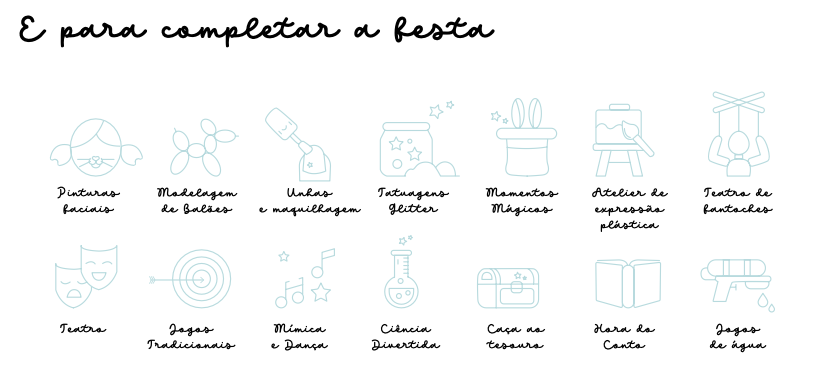 E para completar a festa
Pinturas
faciais
Modelagem
de Balões
Unhas
e maquilhagem
Tatuagens
Glitter
Momentos
Mágicos
Atelier de
expressão
plástica
Teatro de
fantoches
Teatro
Jogos
Tradicionais
Mímica
e Dança
Ciência
Divertida
Caça ao
tesouro
Hora do
Conto
Jogos
de água